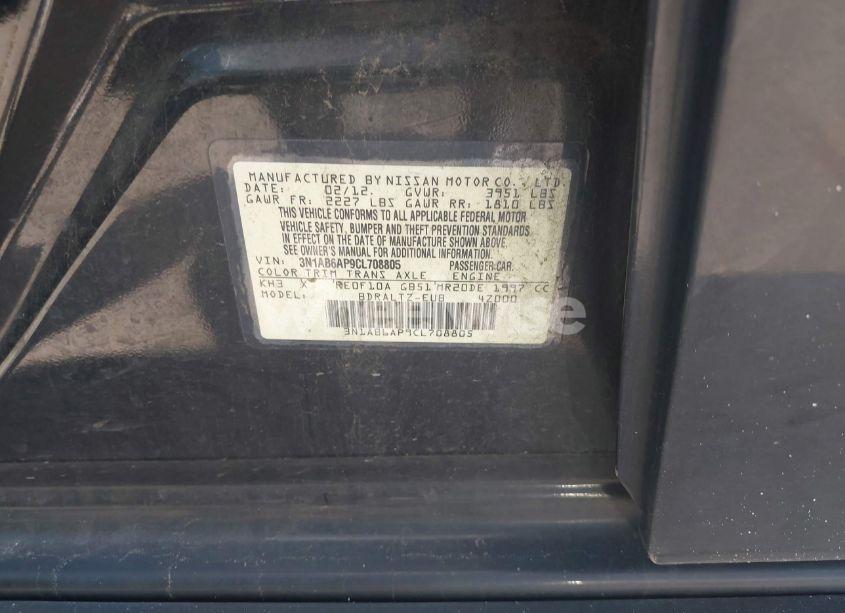 MANUFACTURED BY NISSAN MOTOR CO., LTD.
DATE: 02/12. GVWR: 3951 LBS
GAWR FR: 2227 LBS GAWR RR: 1810 LBS
THIS VEHICLE CONFORMS TO ALL APPLICABLE FEDERAL MOTOR
VEHICLE SAFETY, BUMPER AND THEFT PREVENTION STANDARDS
IN EFFECT ON THE DATE OF MANUFACTURE SHOWN ABOVE.
SEE OWNER'S MANUAL FOR ADDITIONAL INFORMATION.
VIN: 3N1AB6AP9CL708805 PASSENGER CAR.
COLOR TRIM TRANS AXLE ENGINE
KH3 X RE0F10A GB51 MR20DE 1997 CC
MODEL: BDRALTZ-EUB 4Z000
3N1AB6AP9CL708805